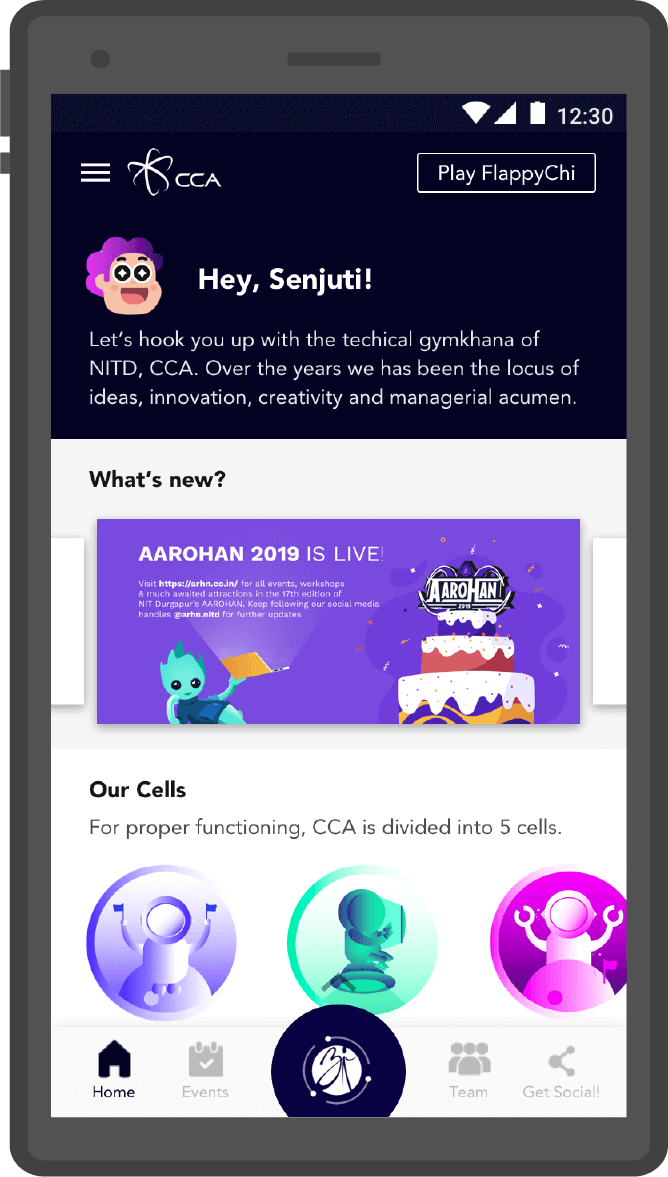 12:30
CCA
Play FlappyChi
Hey, Senjuti!
Let's hook you up with the techical gymkhana of
NITD, CCA. Over the years we has been the locus of
ideas, innovation, creativity and managerial acumen.
What's new?
AAROHAN 2019 IS LIVE!
Visit https://arhn.co.in/ for all events, workshops
& much awaited attractions in the 17th edition of
NIT Durgapur's AAROHAN. Keep following our social media
handles @arhn.nitd for further updates
AAROHAN
2019
Our Cells
For proper functioning, CCA is divided into 5 cells.
Home
Events
Team
Get Social!